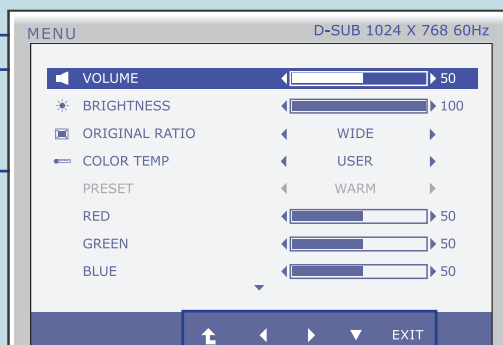 MENU D-SUB 1024 X 768 60Hz
VOLUME 50
BRIGHTNESS 100
ORIGINAL RATIO WIDE
COLOR TEMP USER
PRESET WARM
RED 50
GREEN 50
BLUE 50
EXIT